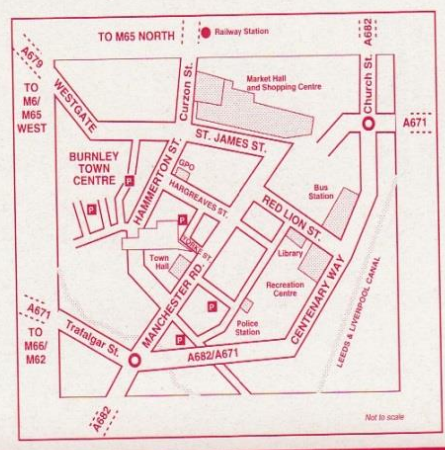 TO M65 NORTH
Railway Station
A682
A679
TO
M6/
M65
WEST
WESTGATE
Curzon St.
Market Hall
and Shopping Centre
Church St.
A671
ST. JAMES ST.
BURNLEY
TOWN
CENTRE
P
P
HAMMERTON ST.
GPO
HARGREAVES ST.
P
YORKE ST.
RED LION ST.
Bus
Station
Library
Town
Hall
MANCHESTER RD.
Recreation
Centre
CENTENARY WAY
LEEDS & LIVERPOOL CANAL
P
Police
Station
P
A671
TO
M66/
M62
Trafalgar St.
A682/A671
A682
Not to scale